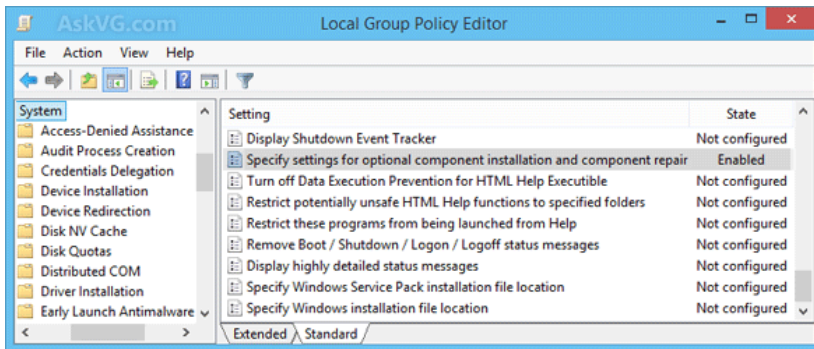 AskVG.com
Local Group Policy Editor
File Action View Help
System
Access-Denied Assistance
Audit Process Creation
Credentials Delegation
Device Installation
Device Redirection
Disk NV Cache
Disk Quotas
Distributed COM
Driver Installation
Early Launch Antimalware
Setting State
Display Shutdown Event Tracker Not configured
Specify settings for optional component installation and component repair Enabled
Turn off Data Execution Prevention for HTML Help Executible Not configured
Restrict potentially unsafe HTML Help functions to specified folders Not configured
Restrict these programs from being launched from Help Not configured
Remove Boot / Shutdown / Logon / Logoff status messages Not configured
Display highly detailed status messages Not configured
Specify Windows Service Pack installation file location Not configured
Specify Windows installation file location Not configured
Extended Standard